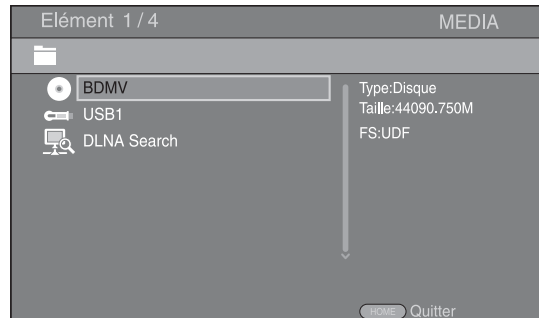 Elément 1 / 4
MEDIA
BDMV
USB1
DLNA Search
Type:Disque
Taille:44090.750M
FS:UDF
HOME Quitter